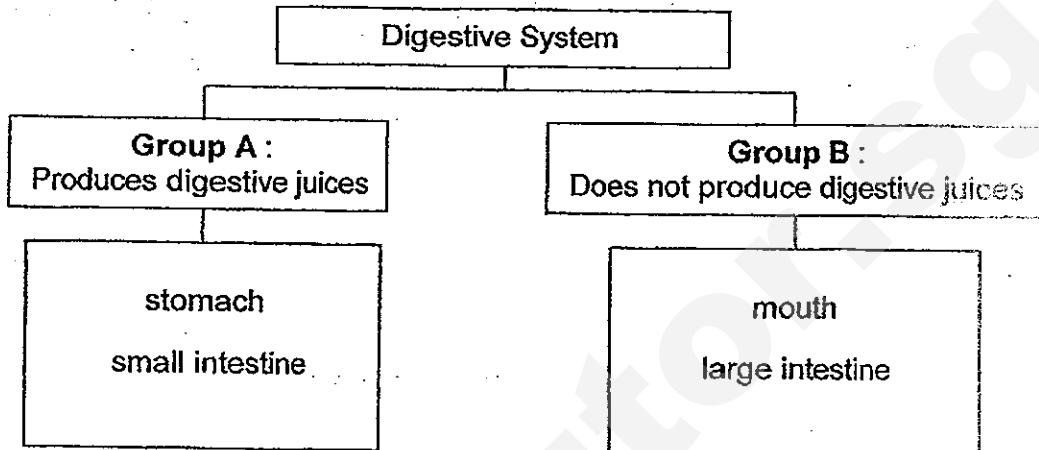 Digestive System
Group A :
Produces digestive juices
Group B :
Does not produce digestive juices
stomach
small intestine
mouth
large intestine